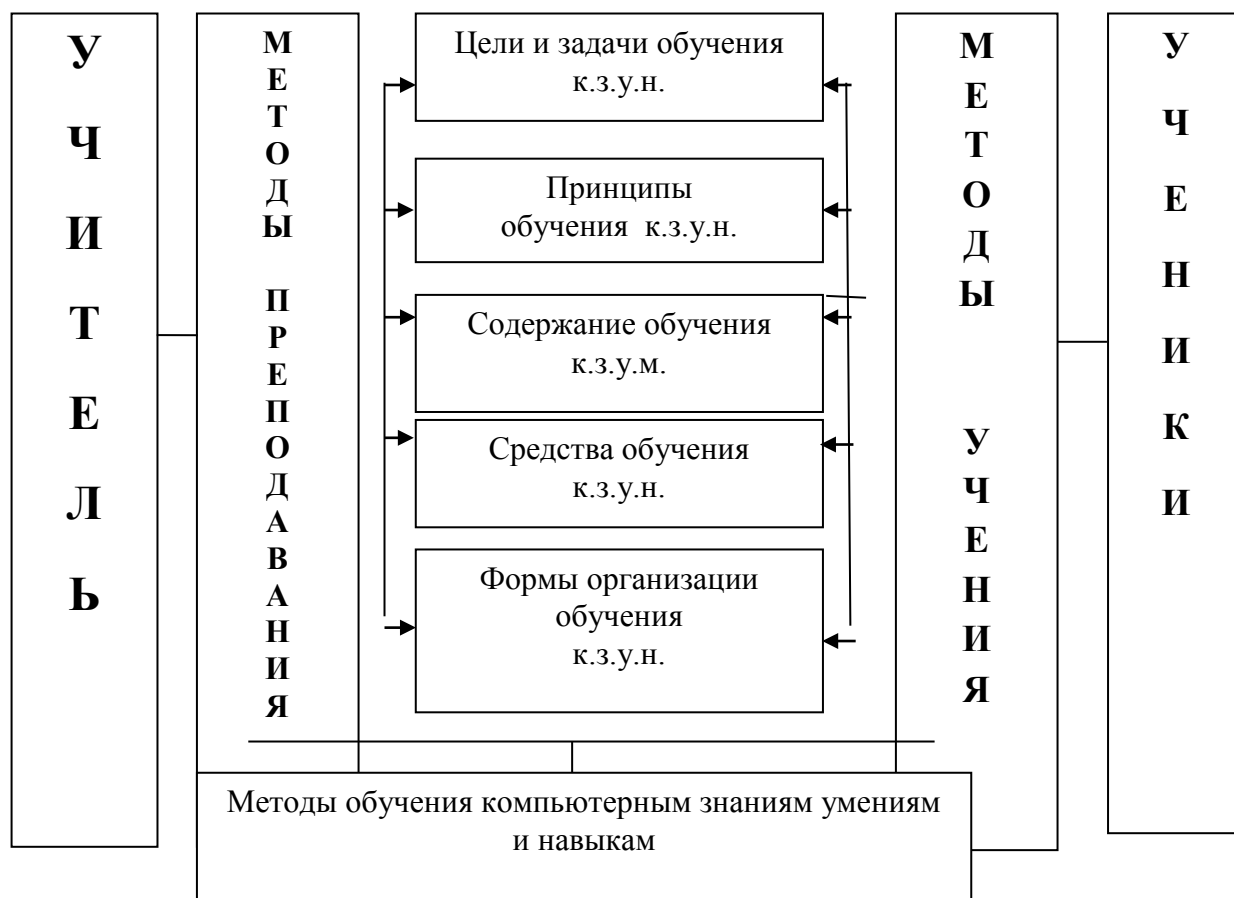 УЧИТЕЛЬ
МЕТОДЫ ПРЕПОДАВАНИЯ
Цели и задачи обучения
к.з.у.н.
Принципы
обучения к.з.у.н.
Содержание обучения
к.з.у.м.
Средства обучения
к.з.у.н.
Формы организации
обучения
к.з.у.н.
МЕТОДЫ УЧЕНИЯ
УЧЕНИКИ
Методы обучения компьютерным знаниям умениям
и навыкам